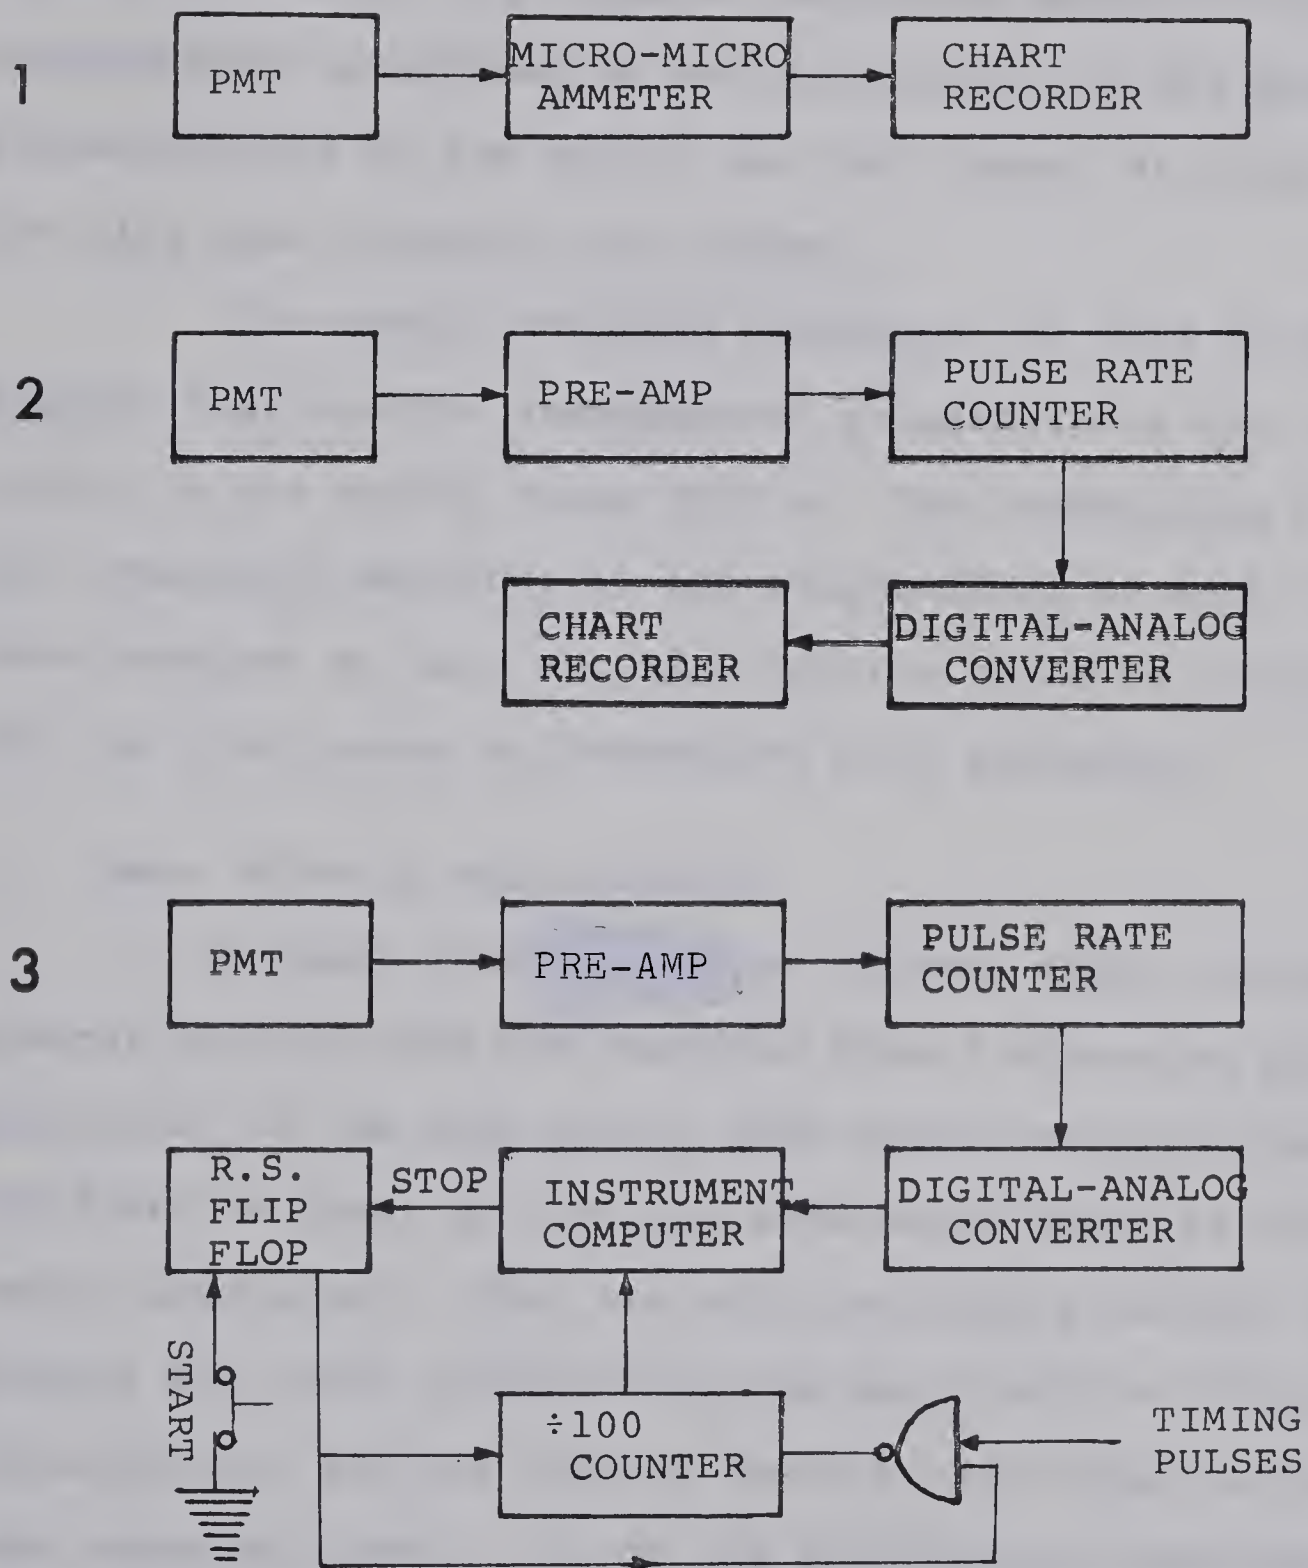 1
PMT
MICRO-MICRO
AMMETER
CHART
RECORDER
2
PMT
PRE-AMP
PULSE RATE
COUNTER
CHART
RECORDER
DIGITAL-ANALOG
CONVERTER
3
PMT
PRE-AMP
PULSE RATE
COUNTER
R.S.
FLIP
FLOP
STOP
INSTRUMENT
COMPUTER
DIGITAL-ANALOG
CONVERTER
START
÷100
COUNTER
TIMING
PULSES